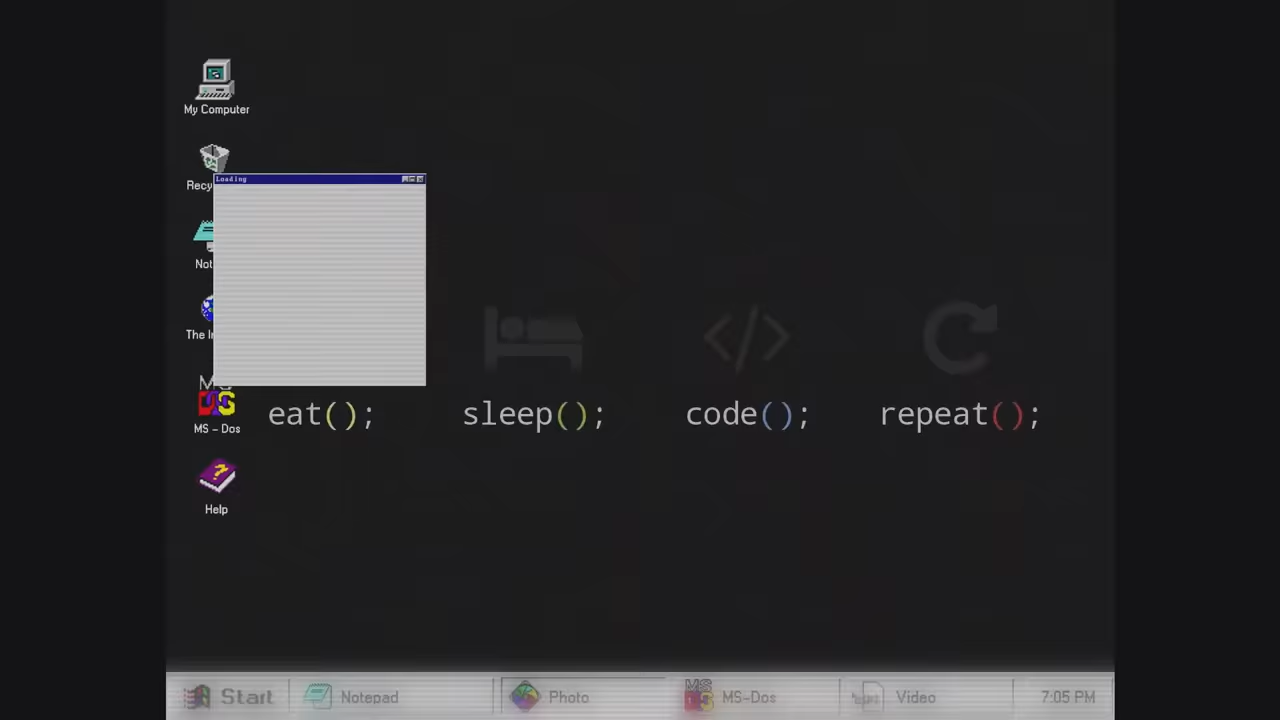 My Computer
Loading
Recy
Not
The In
MS - Dos
eat();
sleep();
code();
repeat();
Help
Start
Notepad
Photo
MS-Dos
Video
7:05 PM